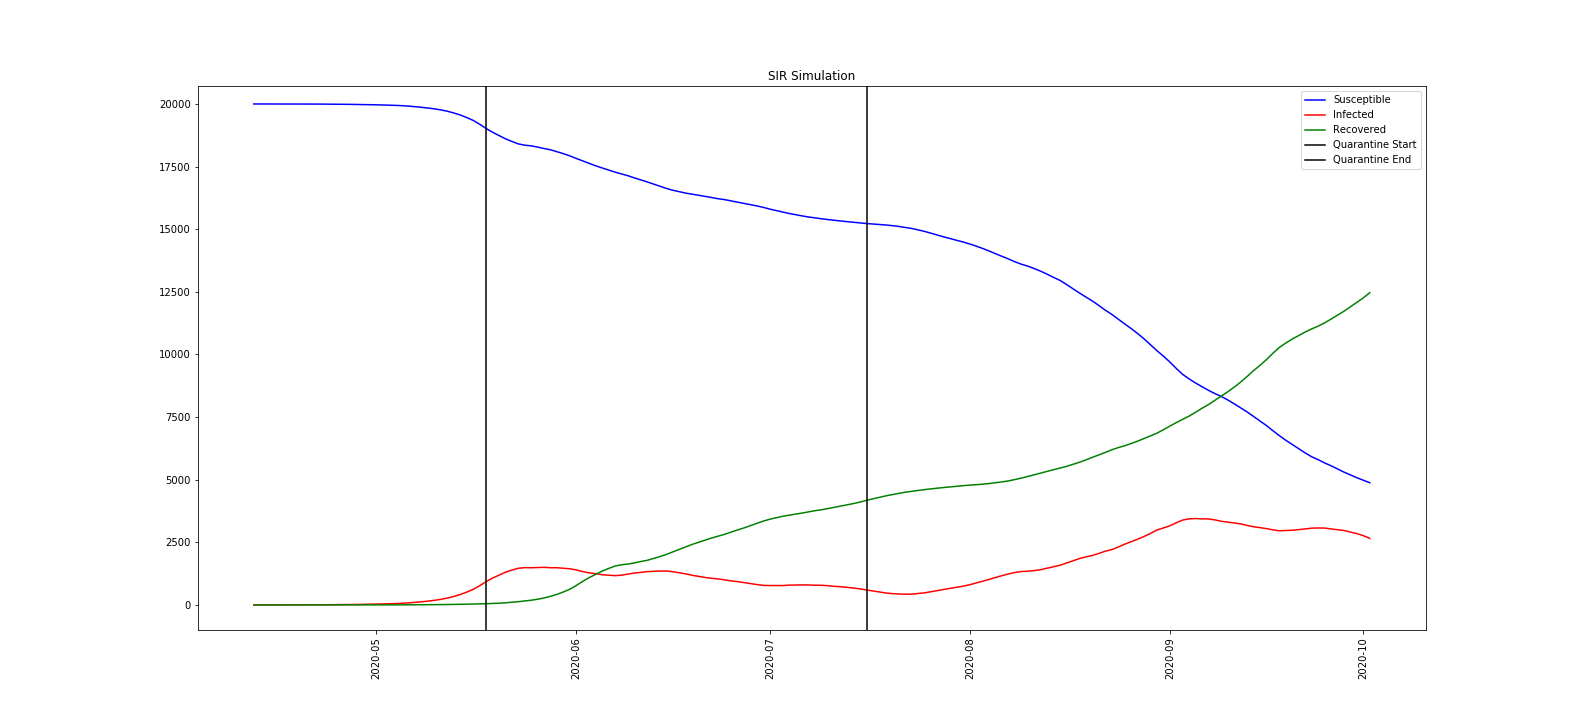 SIR Simulation
20000
17500
15000
12500
10000
7500
5000
2500
0
2020-05
2020-06
2020-07
2020-08
2020-09
2020-10
Susceptible
Infected
Recovered
Quarantine Start
Quarantine End